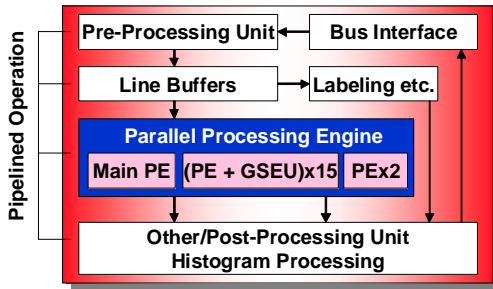 Pipelined Operation
Pre-Processing Unit
Bus Interface
Line Buffers
Labeling etc.
Parallel Processing Engine
Main PE
(PE + GSEU)x15
PEx2
Other/Post-Processing Unit
Histogram Processing